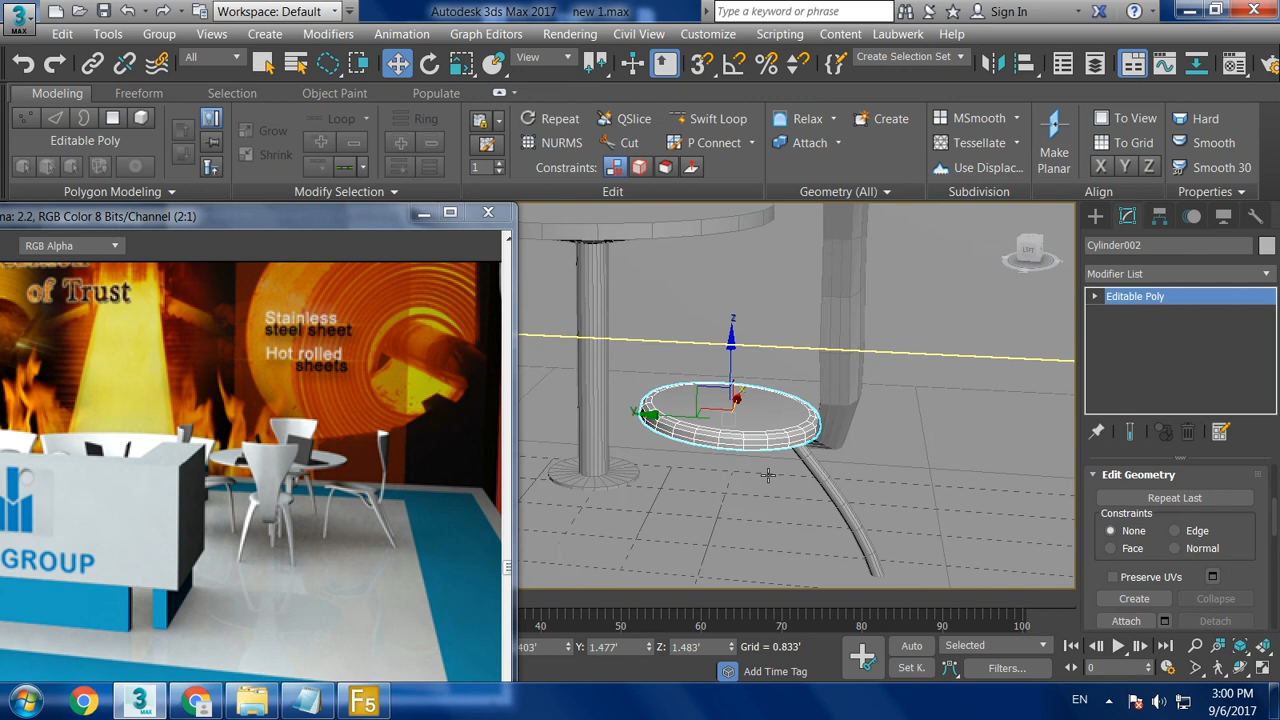 MAX
Workspace: Default
Autodesk 3ds Max 2017 new 1.max
Type a keyword or phrase
Sign In
Edit Tools Group Views Create Modifiers Animation Graph Editors Rendering Civil View Customize Scripting Content Laubwerk Help
All
View
Create Selection Set
Modeling Freeform Selection Object Paint Populate
Loop Ring
Repeat QSlice Swift Loop
Relax Create
MSmooth To View Hard
Editable Poly
Grow
Shrink
NURMS Cut P Connect
Attach
Tessellate To Grid Smooth
1 Constraints:
Use Displac...
Make
Planar
X Y Z
Smooth 30
Polygon Modeling Modify Selection Edit Geometry (All) Subdivision Align Properties
ma: 2.2, RGB Color 8 Bits/Channel (2:1)
RGB Alpha
of Trust
Stainless
steel sheet
Hot rolled
sheets
GROUP
z
y
LEFT
Cylinder002
Modifier List
Editable Poly
Edit Geometry
Repeat Last
Constraints
None Edge
Face Normal
Preserve UVs
Create Collapse
Attach Detach
40 50 60 70 80 90 100
403' Y: 1.477' Z: 1.483' Grid = 0.833'
Add Time Tag
Auto Selected
Set K. Filters...
0
MAX
F5
EN
3:00 PM
9/6/2017